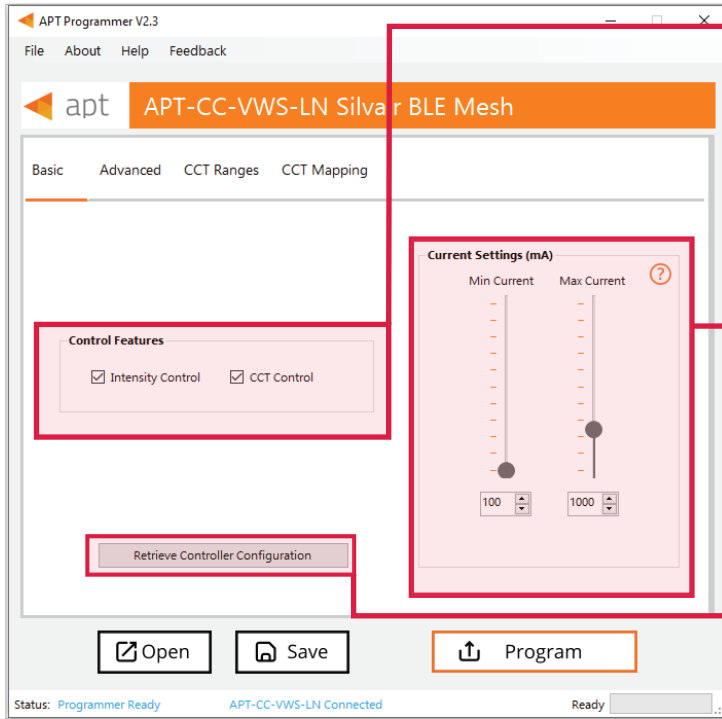 APT Programmer V2.3
File About Help Feedback
apt APT-CC-VWS-LN Silvair BLE Mesh
Basic Advanced CCT Ranges CCT Mapping
Current Settings (mA)
?
Min Current Max Current
Control Features
Intensity Control CCT Control
100 1000
Retrieve Controller Configuration
Open Save Program
Status: Programmer Ready APT-CC-VWS-LN Connected Ready